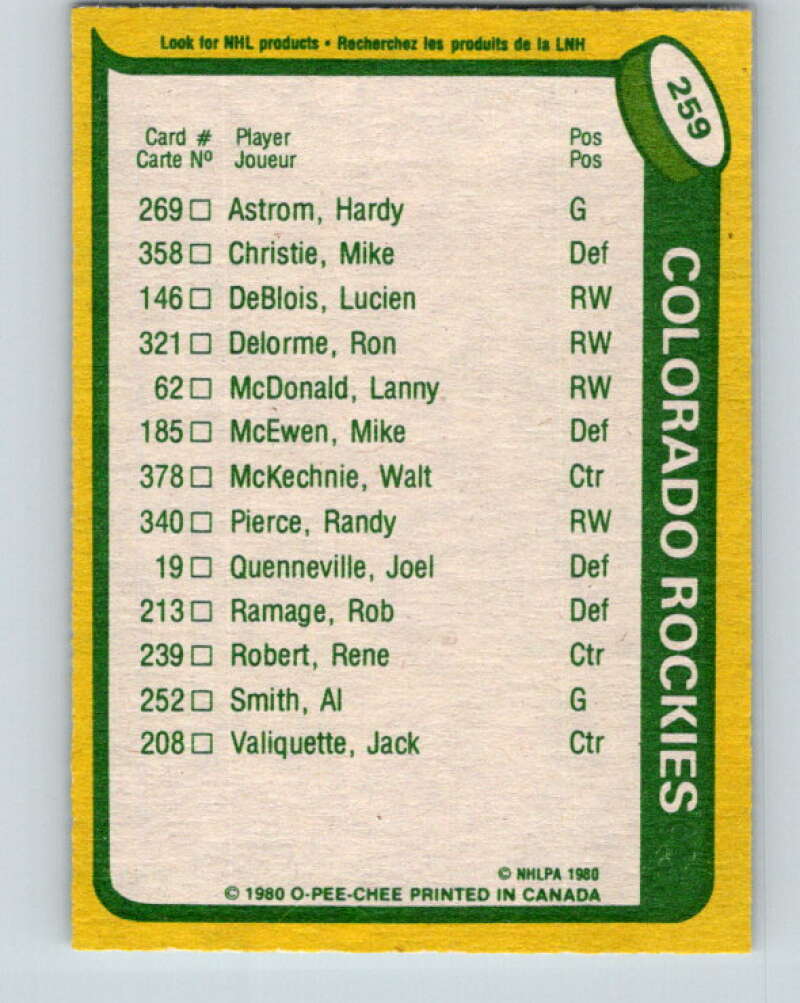 Look for NHL products • Recherchez les produits de la LNH
259
Card # Player Pos
Carte Nº Joueur Pos
269 □ Astrom, Hardy G
358 □ Christie, Mike Def
146 □ DeBlois, Lucien RW
321 □ Delorme, Ron RW
62 □ McDonald, Lanny RW
185 □ McEwen, Mike Def
378 □ McKechnie, Walt Ctr
340 □ Pierce, Randy RW
19 □ Quenneville, Joel Def
213 □ Ramage, Rob Def
239 □ Robert, Rene Ctr
252 □ Smith, Al G
208 □ Valiquette, Jack Ctr
COLORADO ROCKIES
© NHLPA 1980
© 1980 O-PEE-CHEE PRINTED IN CANADA